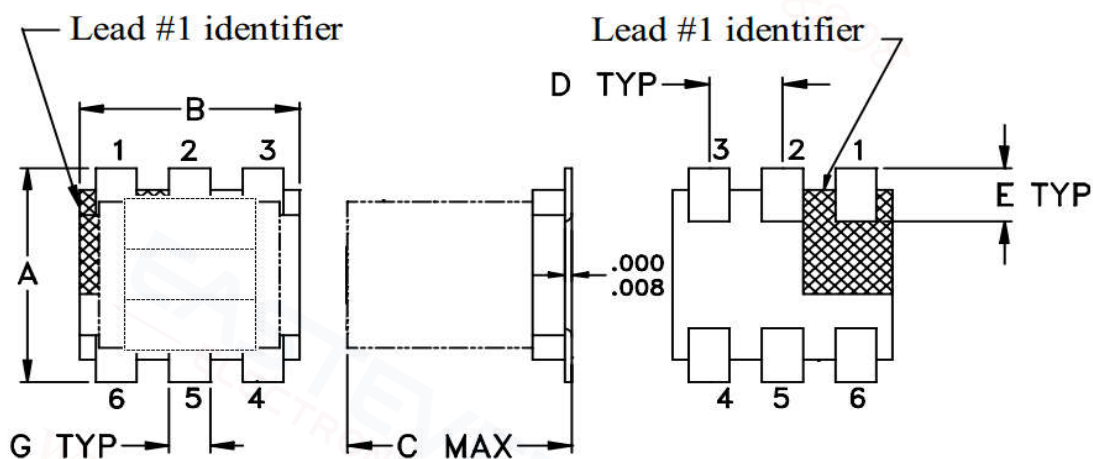 Lead #1 identifier
Lead #1 identifier
D TYP
B
1 2 3
3 2 1
E TYP
A
.000
.008
6 5 4
4 5 6
G TYP
C MAX